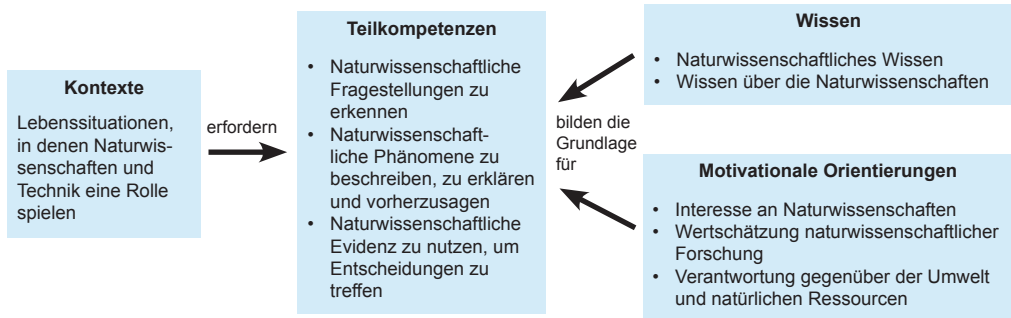 Kontexte
Lebenssituationen,
in denen Naturwis-
senschaften und
Technik eine Rolle
spielen
erfordern
Teilkompetenzen
• Naturwissenschaftliche
Fragestellungen zu
erkennen
• Naturwissenschaft-
liche Phänomene zu
beschreiben, zu erklären
und vorherzusagen
• Naturwissenschaftliche
Evidenz zu nutzen, um
Entscheidungen zu
treffen
bilden die
Grundlage
für
Wissen
• Naturwissenschaftliches Wissen
• Wissen über die Naturwissenschaften
Motivationale Orientierungen
• Interesse an Naturwissenschaften
• Wertschätzung naturwissenschaftlicher
Forschung
• Verantwortung gegenüber der Umwelt
und natürlichen Ressourcen